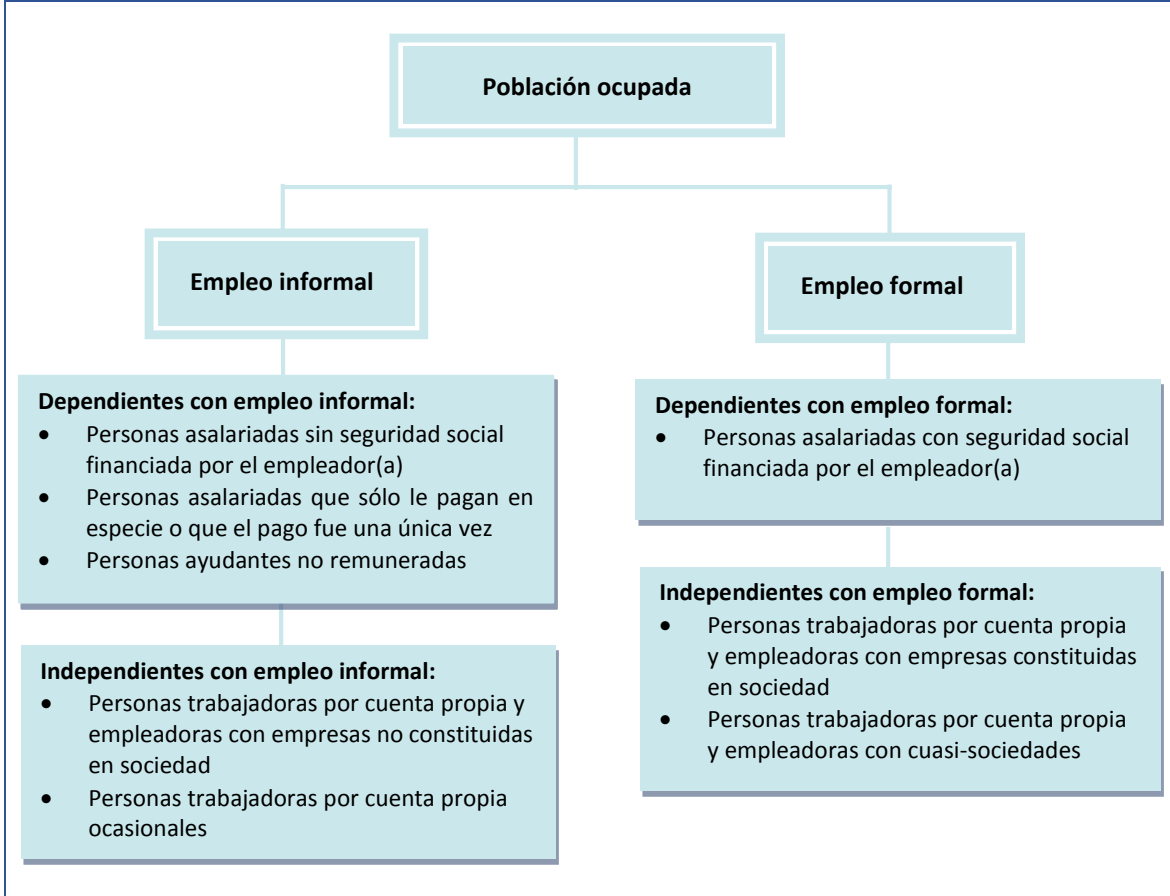 Población ocupada
Empleo informal
Empleo formal
Dependientes con empleo informal:
• Personas asalariadas sin seguridad social
financiada por el empleador(a)
• Personas asalariadas que sólo le pagan en
especie o que el pago fue una única vez
• Personas ayudantes no remuneradas
Independientes con empleo informal:
• Personas trabajadoras por cuenta propia y
empleadoras con empresas no constituidas
en sociedad
• Personas trabajadoras por cuenta propia
ocasionales
Dependientes con empleo formal:
• Personas asalariadas con seguridad social
financiada por el empleador(a)
Independientes con empleo formal:
• Personas trabajadoras por cuenta propia
y empleadoras con empresas constituidas
en sociedad
• Personas trabajadoras por cuenta propia
y empleadoras con cuasi-sociedades